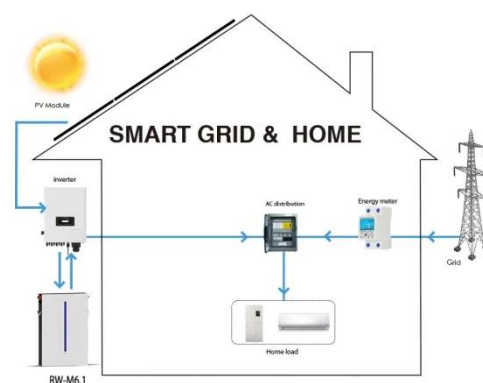 PV Module
SMART GRID & HOME
inverter
AC distribution
Energy meter
Grid
Home load
RW-M6.1